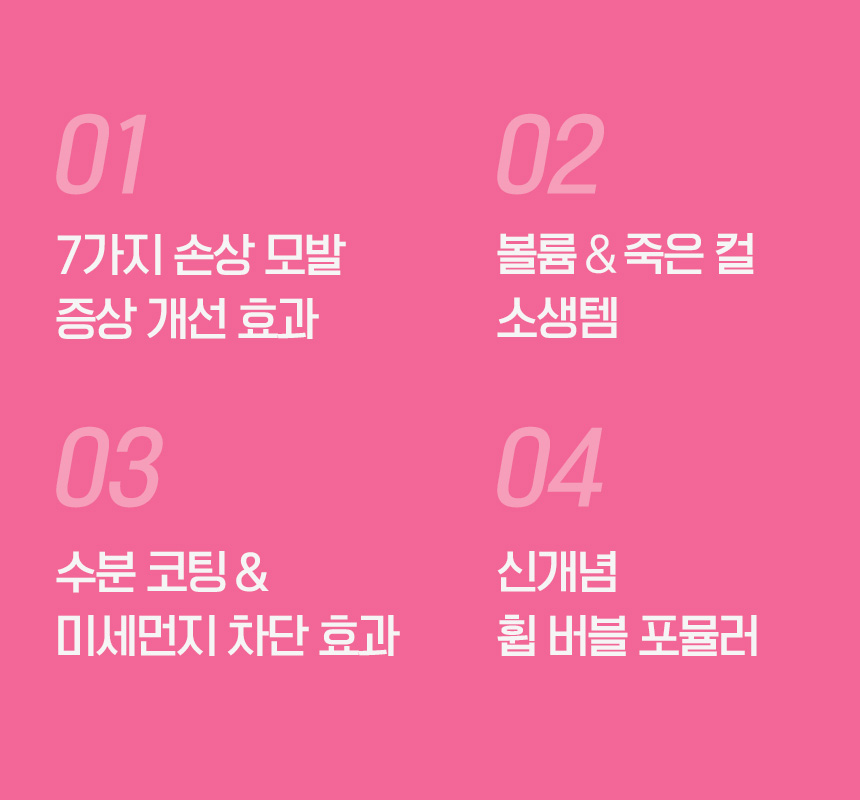 01
7가지 손상 모발
증상 개선 효과
02
볼륨 & 죽은 컬
소생템
03
수분 코팅 &
미세먼지 차단 효과
04
신개념
휩 버블 포뮬러